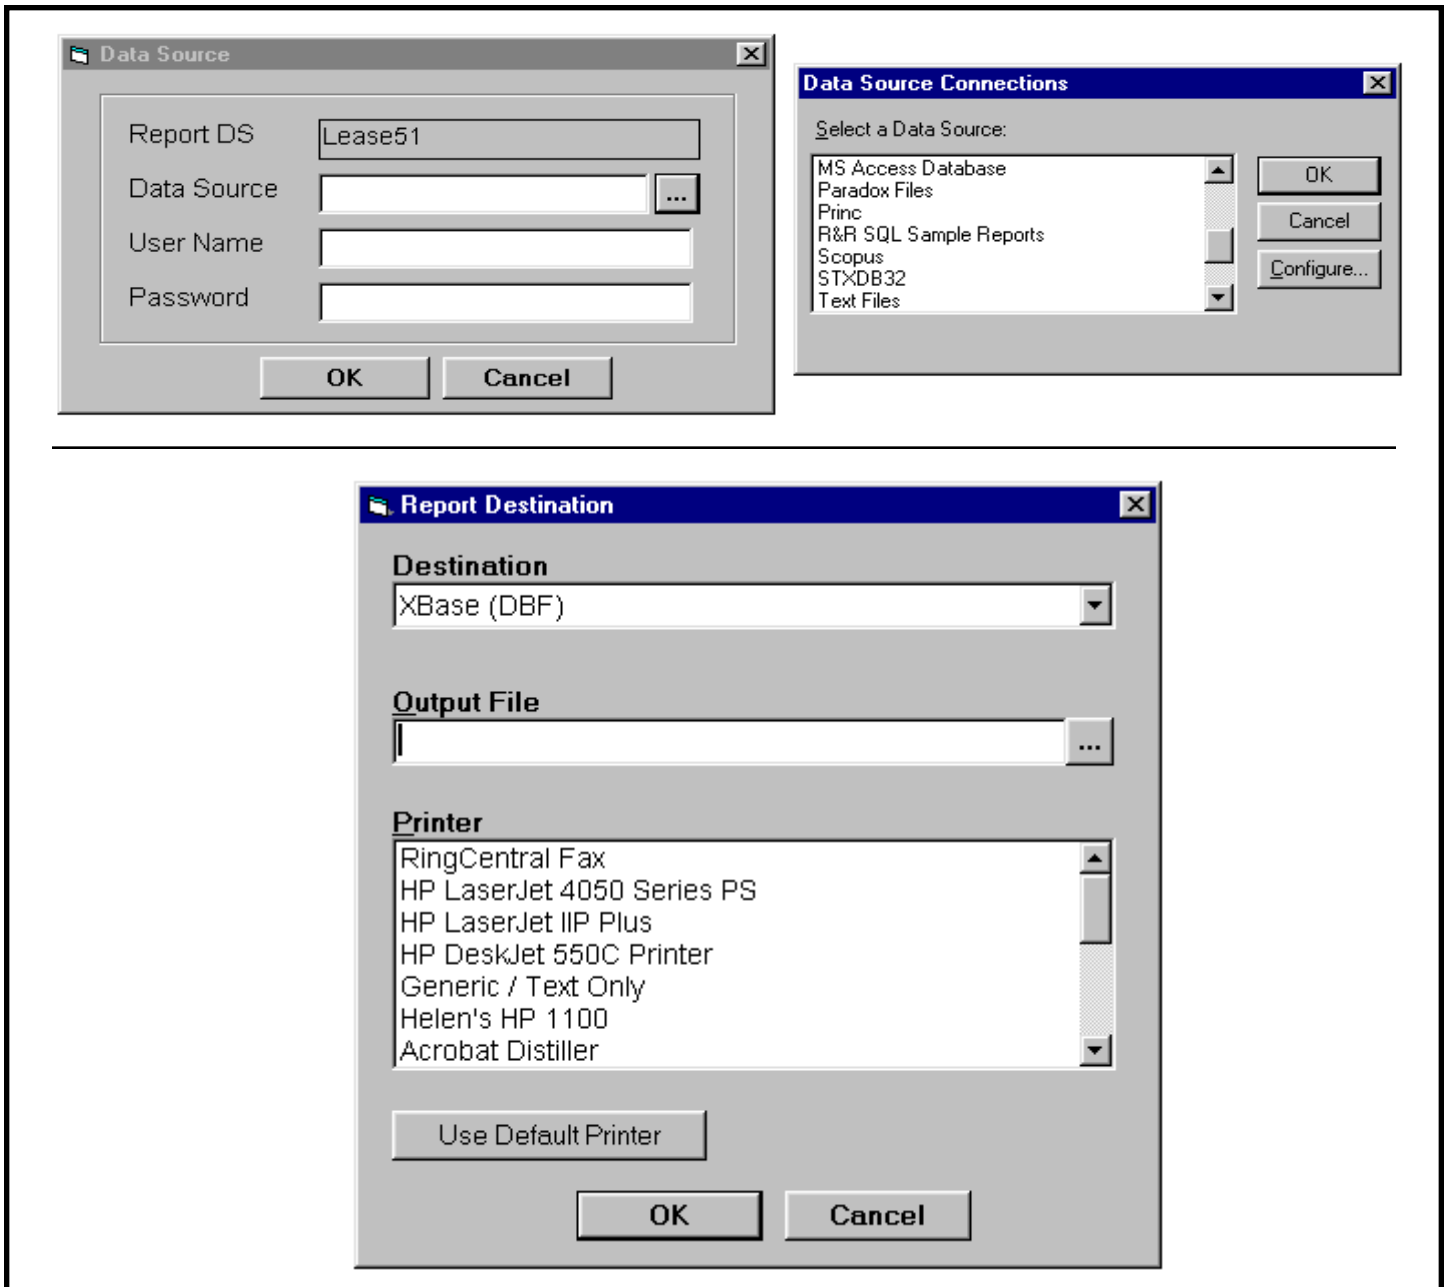 Data Source
Report DS
Lease51
Data Source
...
User Name
Password
OK
Cancel
Data Source Connections
Select a Data Source:
MS Access Database
Paradox Files
Princ
R&R SQL Sample Reports
Scopus
STXDB32
Text Files
OK
Cancel
Configure...
Report Destination
Destination
XBase (DBF)
Output File
...
Printer
RingCentral Fax
HP LaserJet 4050 Series PS
HP LaserJet IIP Plus
HP DeskJet 550C Printer
Generic / Text Only
Helen's HP 1100
Acrobat Distiller
Use Default Printer
OK
Cancel